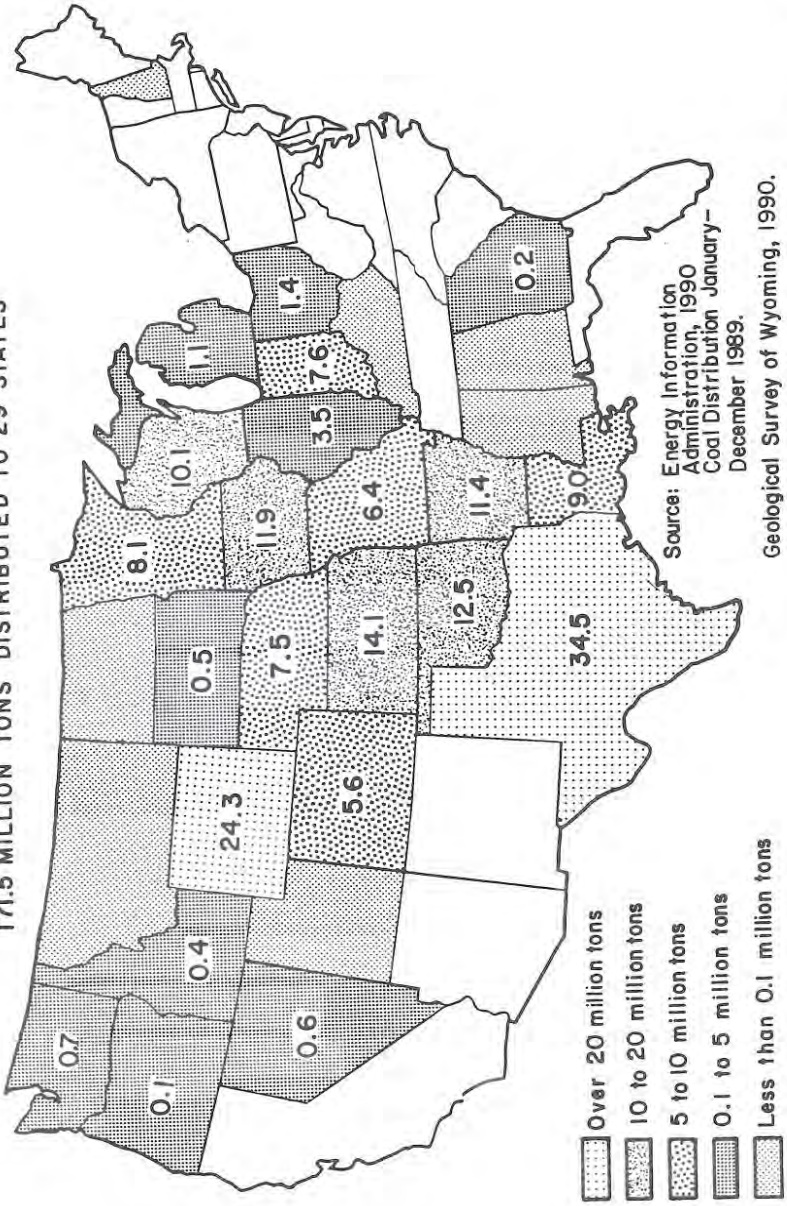 171.5 MILLION TONS DISTRIBUTED TO 29 STATES
0.7
0.1
0.4
0.6
24.3
5.6
0.5
7.5
14.1
12.5
34.5
8.1
11.9
6.4
11.4
9.0
10.1
3.5
7.6
1.1
1.4
0.2
Over 20 million tons
10 to 20 million tons
5 to 10 million tons
0.1 to 5 million tons
Less than 0.1 million tons
Source: Energy Information
Administration, 1990
Coal Distribution January–
December 1989.
Geological Survey of Wyoming, 1990.